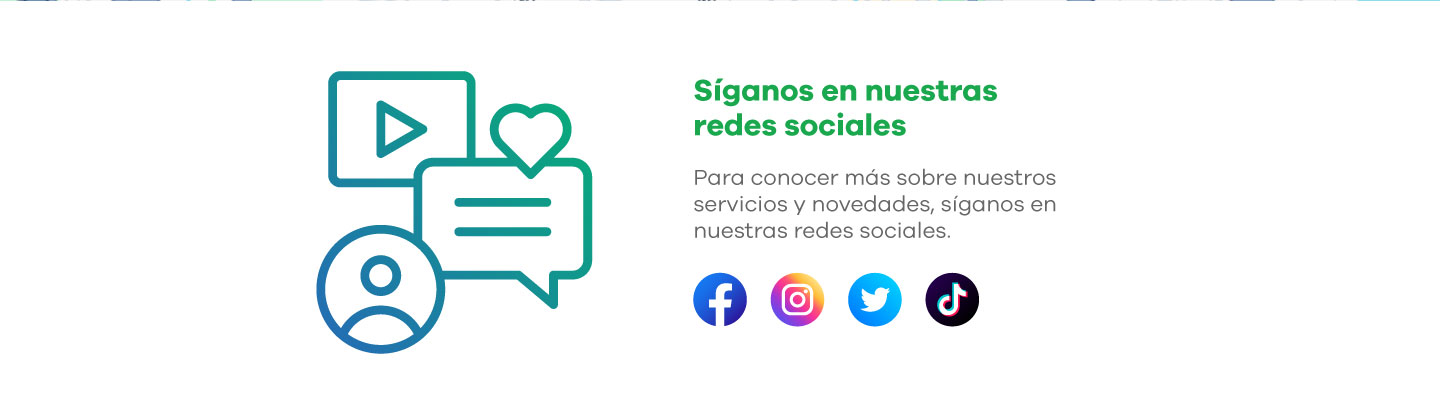 Síganos en nuestras
redes sociales
Para conocer más sobre nuestros
servicios y novedades, síganos en
nuestras redes sociales.